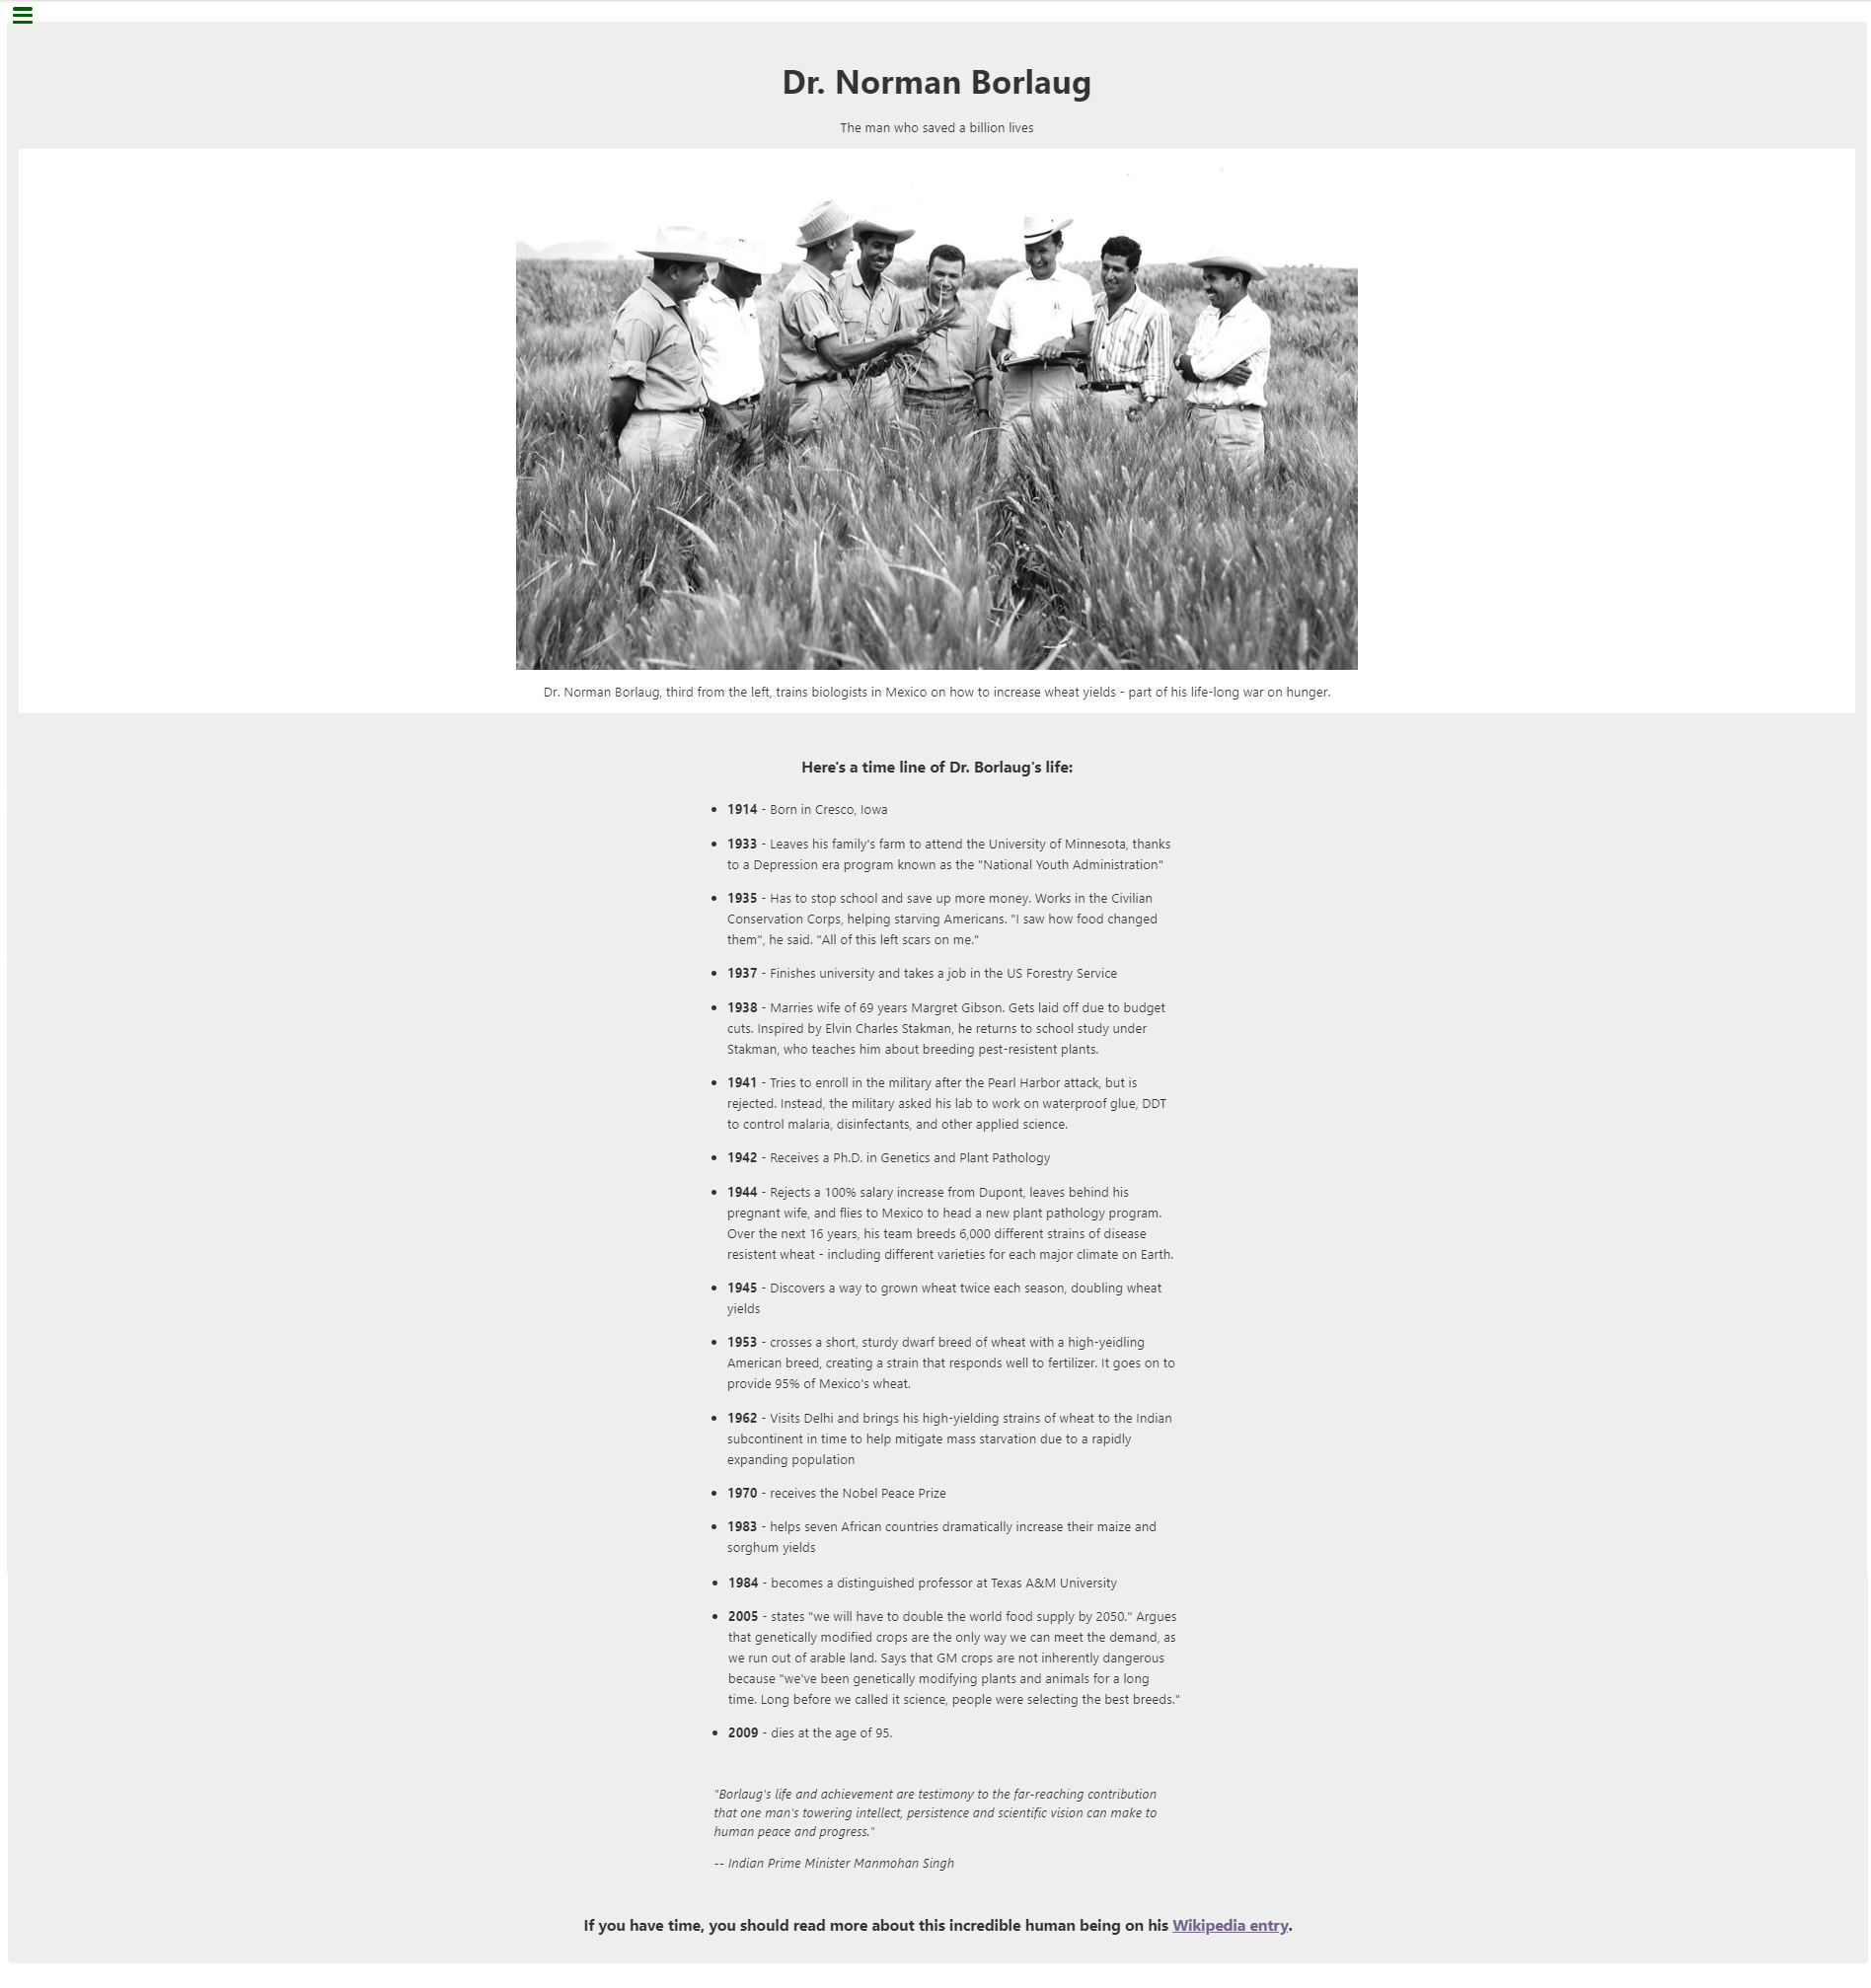 Dr. Norman Borlaug
The man who saved a billion lives
Dr. Norman Borlaug, third from the left, trains biologists in Mexico on how to increase wheat yields - part of his life-long war on hunger.
Here's a time line of Dr. Borlaug's life:
• 1914 - Born in Cresco, Iowa
• 1933 - Leaves his family's farm to attend the University of Minnesota, thanks
to a Depression era program known as the "National Youth Administration"
• 1935 - Has to stop school and save up more money. Works in the Civilian
Conservation Corps, helping starving Americans. "I saw how food changed
them", he said. "All of this left scars on me."
• 1937 - Finishes university and takes a job in the US Forestry Service
• 1938 - Marries wife of 69 years Margret Gibson. Gets laid off due to budget
cuts. Inspired by Elvin Charles Stakman, he returns to school study under
Stakman, who teaches him about breeding pest-resistent plants.
• 1941 - Tries to enroll in the military after the Pearl Harbor attack, but is
rejected. Instead, the military asked his lab to work on waterproof glue, DDT
to control malaria, disinfectants, and other applied science.
• 1942 - Receives a Ph.D. in Genetics and Plant Pathology
• 1944 - Rejects a 100% salary increase from Dupont, leaves behind his
pregnant wife, and flies to Mexico to head a new plant pathology program.
Over the next 16 years, his team breeds 6,000 different strains of disease
resistent wheat - including different varieties for each major climate on Earth.
• 1945 - Discovers a way to grown wheat twice each season, doubling wheat
yields
• 1953 - crosses a short, sturdy dwarf breed of wheat with a high-yeidling
American breed, creating a strain that responds well to fertilizer. It goes on to
provide 95% of Mexico's wheat.
• 1962 - Visits Delhi and brings his high-yielding strains of wheat to the Indian
subcontinent in time to help mitigate mass starvation due to a rapidly
expanding population
• 1970 - receives the Nobel Peace Prize
• 1983 - helps seven African countries dramatically increase their maize and
sorghum yields
• 1984 - becomes a distinguished professor at Texas A&M University
• 2005 - states "we will have to double the world food supply by 2050." Argues
that genetically modified crops are the only way we can meet the demand, as
we run out of arable land. Says that GM crops are not inherently dangerous
because "we've been genetically modifying plants and animals for a long
time. Long before we called it science, people were selecting the best breeds."
• 2009 - dies at the age of 95.
"Borlaug's life and achievement are testimony to the far-reaching contribution
that one man's towering intellect, persistence and scientific vision can make to
human peace and progress."
-- Indian Prime Minister Manmohan Singh
If you have time, you should read more about this incredible human being on his Wikipedia entry.